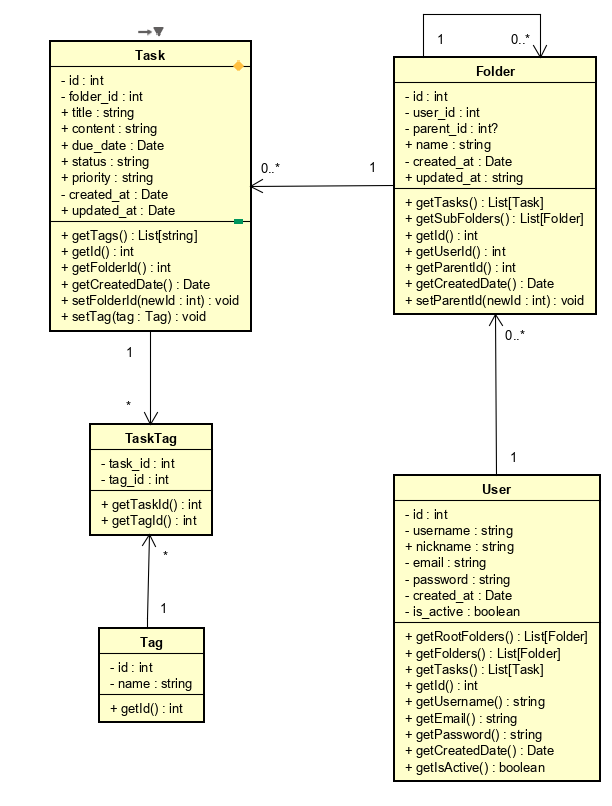 Task
- id : int
- folder_id : int
+ title : string
+ content : string
+ due_date : Date
+ status : string
+ priority : string
- created_at : Date
+ updated_at : Date
+ getTags() : List[string]
+ getId() : int
+ getFolderId() : int
+ getCreatedDate() : Date
+ setFolderId(newId : int) : void
+ setTag(tag : Tag) : void
1
0..*
Folder
- id : int
- user_id : int
- parent_id : int?
+ name : string
- created_at : Date
+ updated_at : string
+ getTasks() : List[Task]
+ getSubFolders() : List[Folder]
+ getId() : int
+ getUserId() : int
+ getParentId() : int
+ getCreatedDate() : Date
+ setParentId(newId : int) : void
0..*
1
1
*
0..*
1
TaskTag
- task_id : int
- tag_id : int
+ getTaskId() : int
+ getTagId() : int
*
1
Tag
- id : int
- name : string
+ getId() : int
User
- id : int
- username : string
+ nickname : string
- email : string
- password : string
- created_at : Date
- is_active : boolean
+ getRootFolders() : List[Folder]
+ getFolders() : List[Folder]
+ getTasks() : List[Task]
+ getId() : int
+ getUsername() : string
+ getEmail() : string
+ getPassword() : string
+ getCreatedDate() : Date
+ getIsActive() : boolean